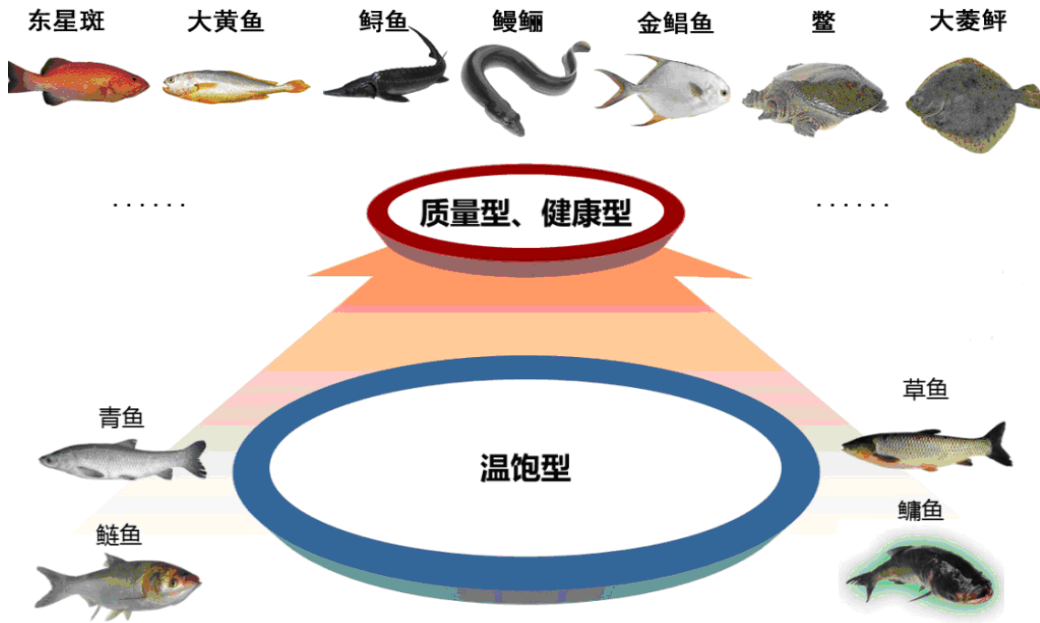 东星斑 大黄鱼 鲟鱼 鳗鲡 金鲳鱼 鳖 大菱鲆
...... ......
质量型、健康型
青鱼 草鱼
温饱型
鲢鱼 鳙鱼